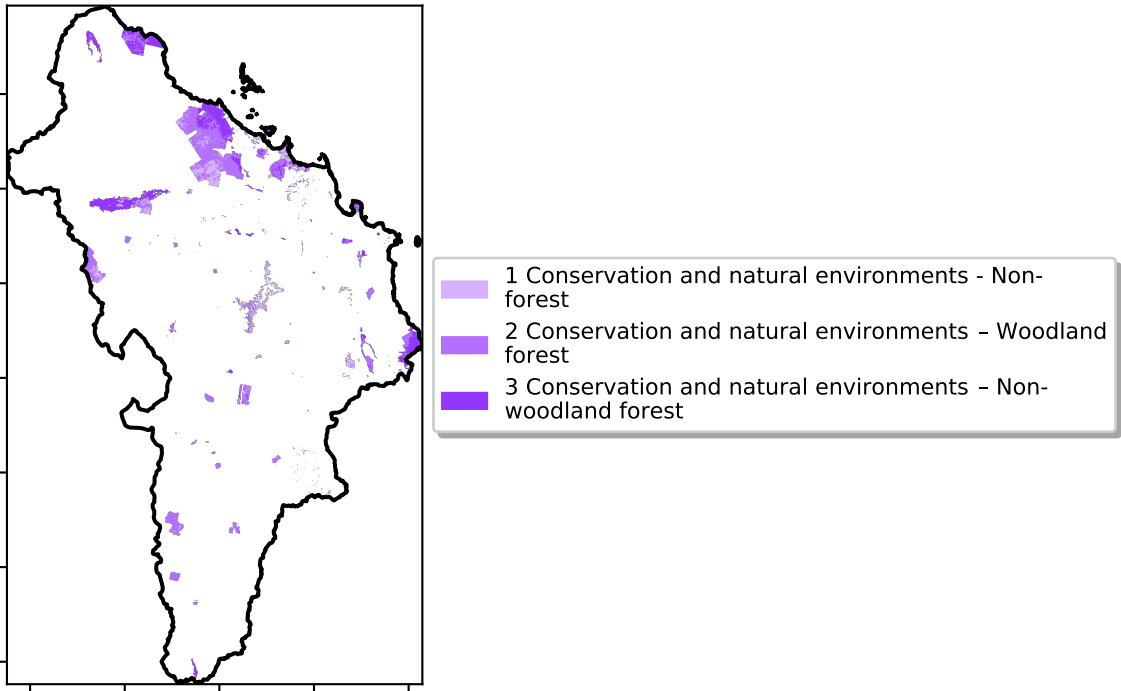 1 Conservation and natural environments - Non-
forest
2 Conservation and natural environments – Woodland
forest
3 Conservation and natural environments – Non-
woodland forest